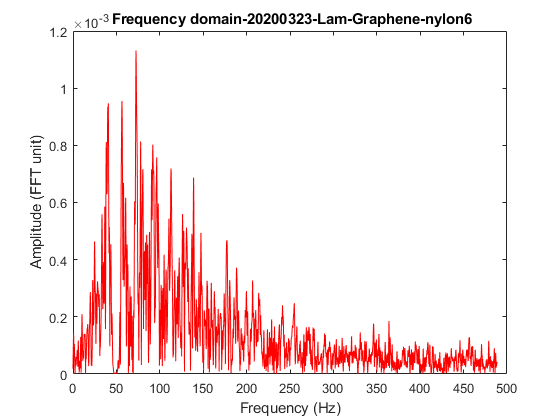 ×10⁻³ Frequency domain-20200323-Lam-Graphene-nylon6
1.2
1
0.8
0.6
0.4
0.2
0
Amplitude (FFT unit)
0 50 100 150 200 250 300 350 400 450 500
Frequency (Hz)